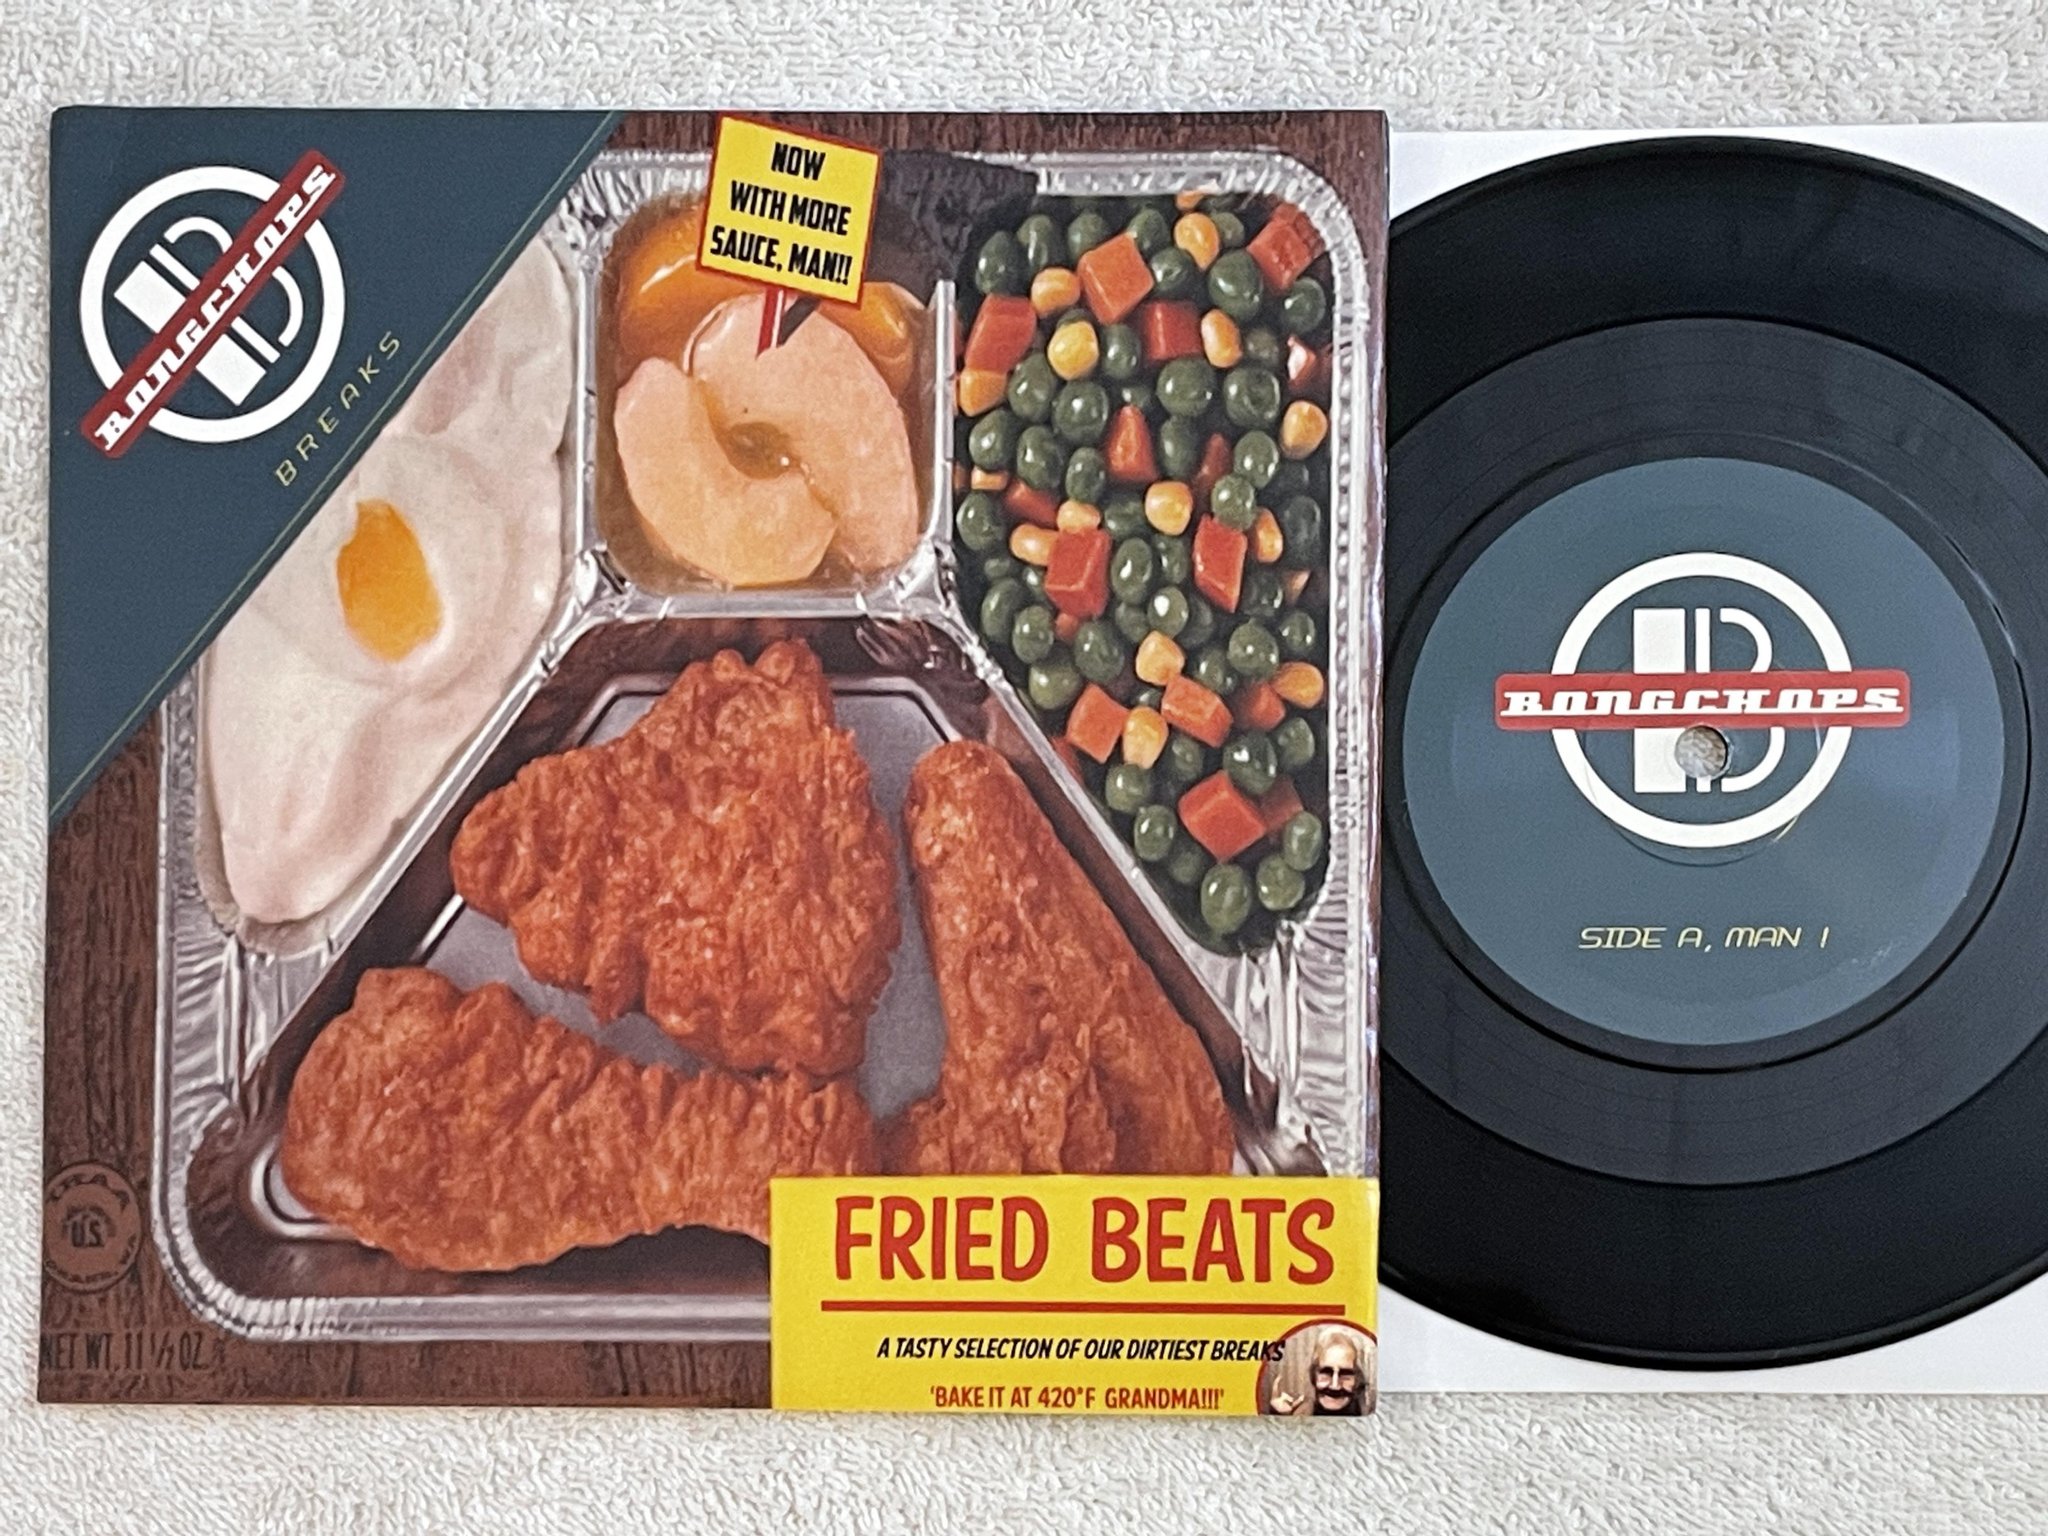 BONGCHOPS
BREAKS
NOW
WITH MORE
SAUCE, MAN!!
B
BONGCHOPS
SIDE A, MAN !
NET WT. 11 1/2 OZ.
FRIED BEATS
A TASTY SELECTION OF OUR DIRTIEST BREAKS
'BAKE IT AT 420°F GRANDMA!!!'